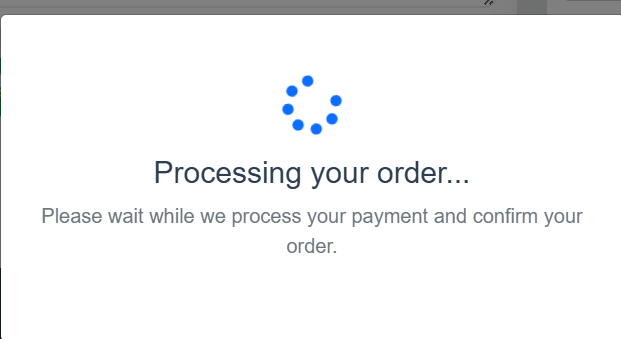 Processing your order...
Please wait while we process your payment and confirm your
order.